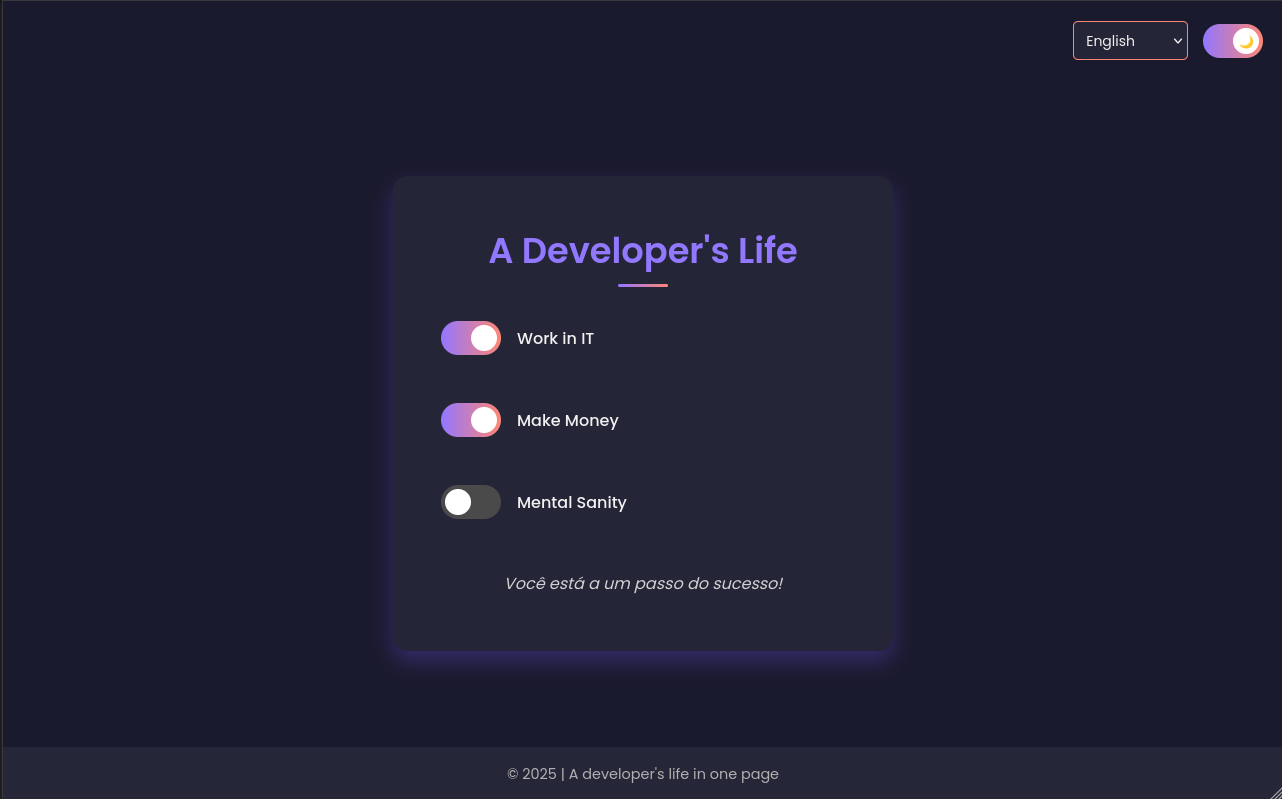 English
A Developer's Life
Work in IT
Make Money
Mental Sanity
Você está a um passo do sucesso!
© 2025 | A developer's life in one page